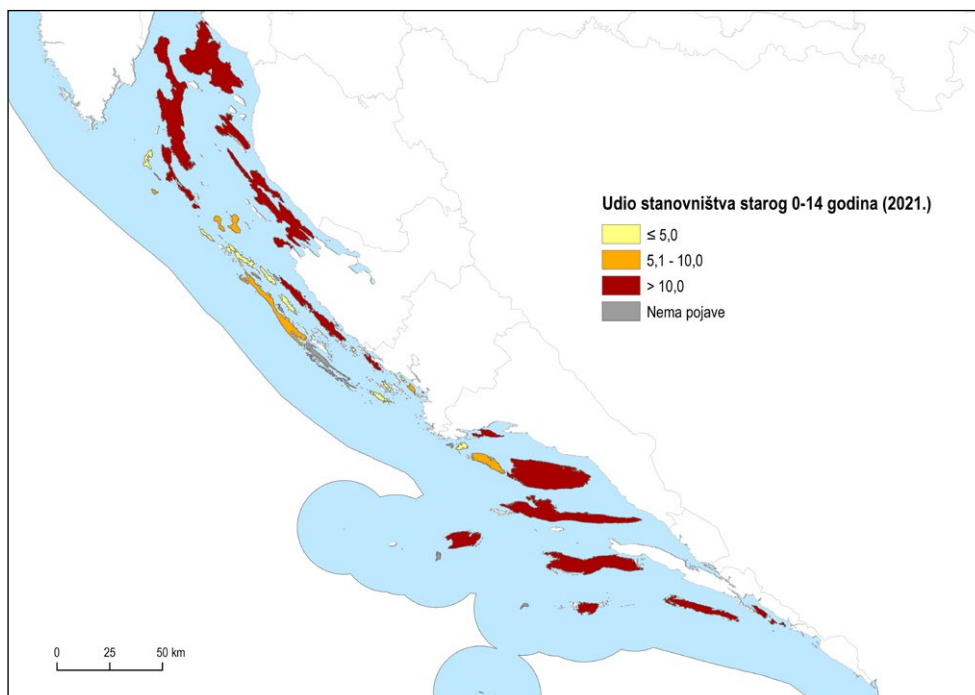 Udio stanovništva starog 0-14 godina (2021.)
≤ 5,0
5,1 - 10,0
> 10,0
Nema pojave
0 25 50 km